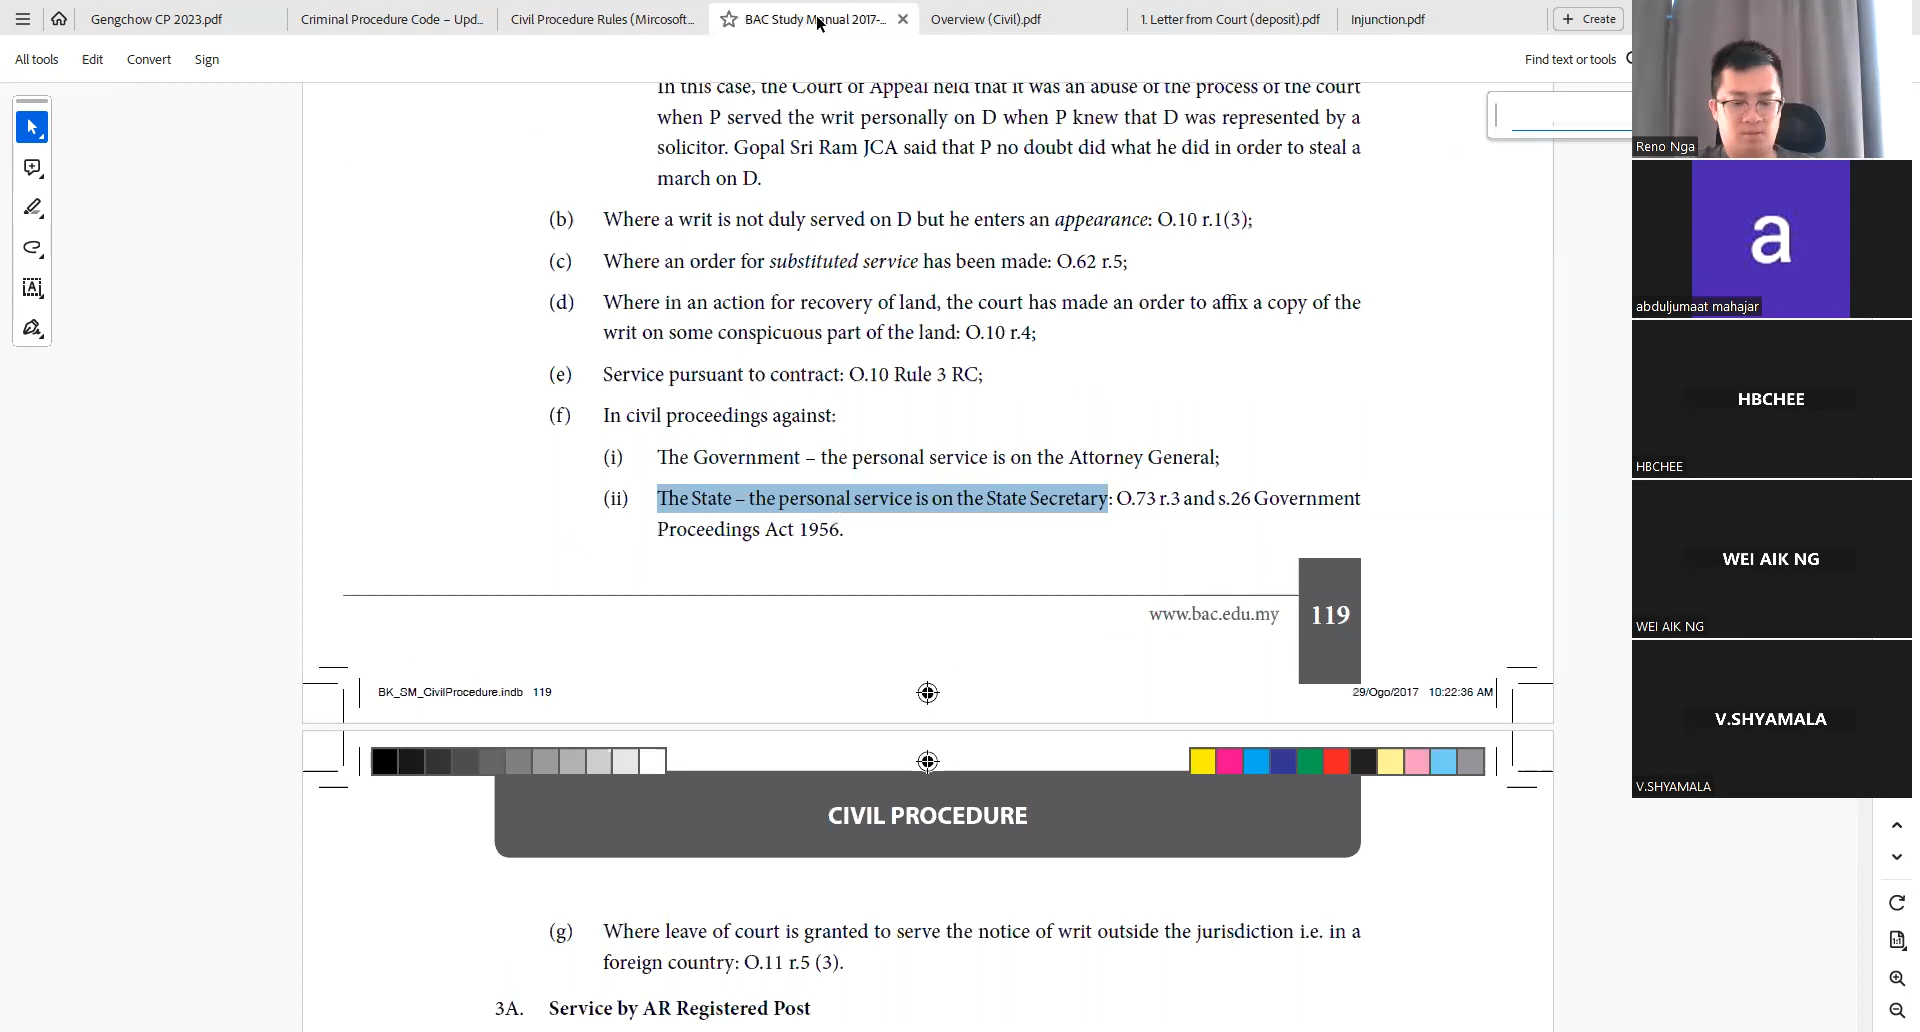 Gengchow CP 2023.pdf
Criminal Procedure Code – Upd...
Civil Procedure Rules (Mircosoft...
BAC Study Manual 2017-...
Overview (Civil).pdf
1. Letter from Court (deposit).pdf
Injunction.pdf
Create
All tools
Edit
Convert
Sign
Find text or tools
In this case, the Court of Appeal held that it was an abuse of the process of the court
when P served the writ personally on D when P knew that D was represented by a
solicitor. Gopal Sri Ram JCA said that P no doubt did what he did in order to steal a
march on D.
(b) Where a writ is not duly served on D but he enters an appearance: O.10 r.1(3);
(c) Where an order for substituted service has been made: O.62 r.5;
(d) Where in an action for recovery of land, the court has made an order to affix a copy of the
writ on some conspicuous part of the land: O.10 r.4;
(e) Service pursuant to contract: O.10 Rule 3 RC;
(f) In civil proceedings against:
(i) The Government – the personal service is on the Attorney General;
(ii) The State – the personal service is on the State Secretary: O.73 r.3 and s.26 Government
Proceedings Act 1956.
www.bac.edu.my
119
BK_SM_CivilProcedure.indb 119
29/Ogo/2017 10:22:36 AM
CIVIL PROCEDURE
(g) Where leave of court is granted to serve the notice of writ outside the jurisdiction i.e. in a
foreign country: O.11 r.5 (3).
3A. Service by AR Registered Post
Reno Nga
a
abduljumaat mahajar
HBCHEE
HBCHEE
WEI AIK NG
WEI AIK NG
V.SHYAMALA
V.SHYAMALA